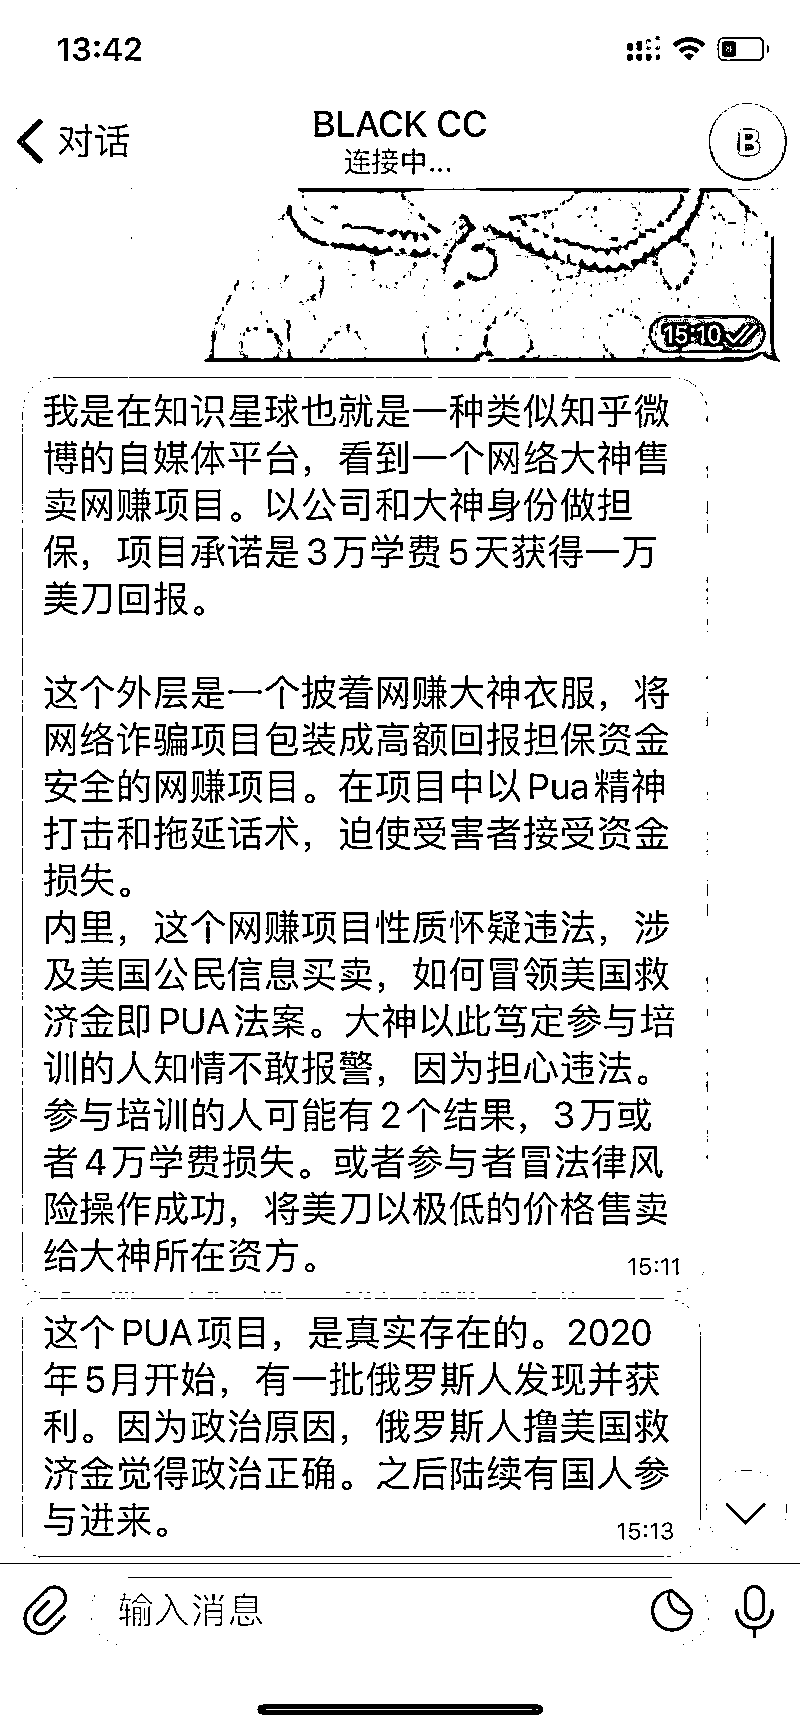 13:42
对话
BLACK CC
连接中...
B
15:10
我是在知识星球也就是一种类似知乎微
博的自媒体平台，看到一个网络大神售
卖网赚项目。以公司和大神身份做担
保，项目承诺是3万学费5天获得一万
美刀回报。
这个外层是一个披着网赚大神衣服，将
网络诈骗项目包装成高额回报担保资金
安全的网赚项目。在项目中以Pua精神
打击和拖延话术，迫使受害者接受资金
损失。
内里，这个网赚项目性质怀疑违法，涉
及美国公民信息买卖，如何冒领美国救
济金即PUA法案。大神以此笃定参与培
训的人知情不敢报警，因为担心违法。
参与培训的人可能有2个结果，3万或
者4万学费损失。或者参与者冒法律风
险操作成功，将美刀以极低的价格售卖
给大神所在资方。
15:11
这个PUA项目，是真实存在的。2020
年5月开始，有一批俄罗斯人发现并获
利。因为政治原因，俄罗斯人撸美国救
济金觉得政治正确。之后陆续有国人参
与进来。
15:13
输入消息